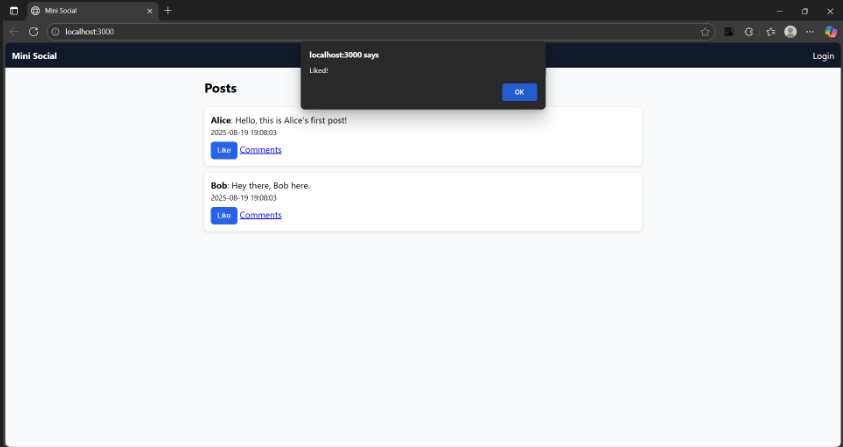 Mini Social
localhost:3000
Mini Social
Login
localhost:3000 says
Liked!
OK
Posts
Alice: Hello, this is Alice's first post!
2025-08-19 19:08:03
Like Comments
Bob: Hey there, Bob here.
2025-08-19 19:08:03
Like Comments